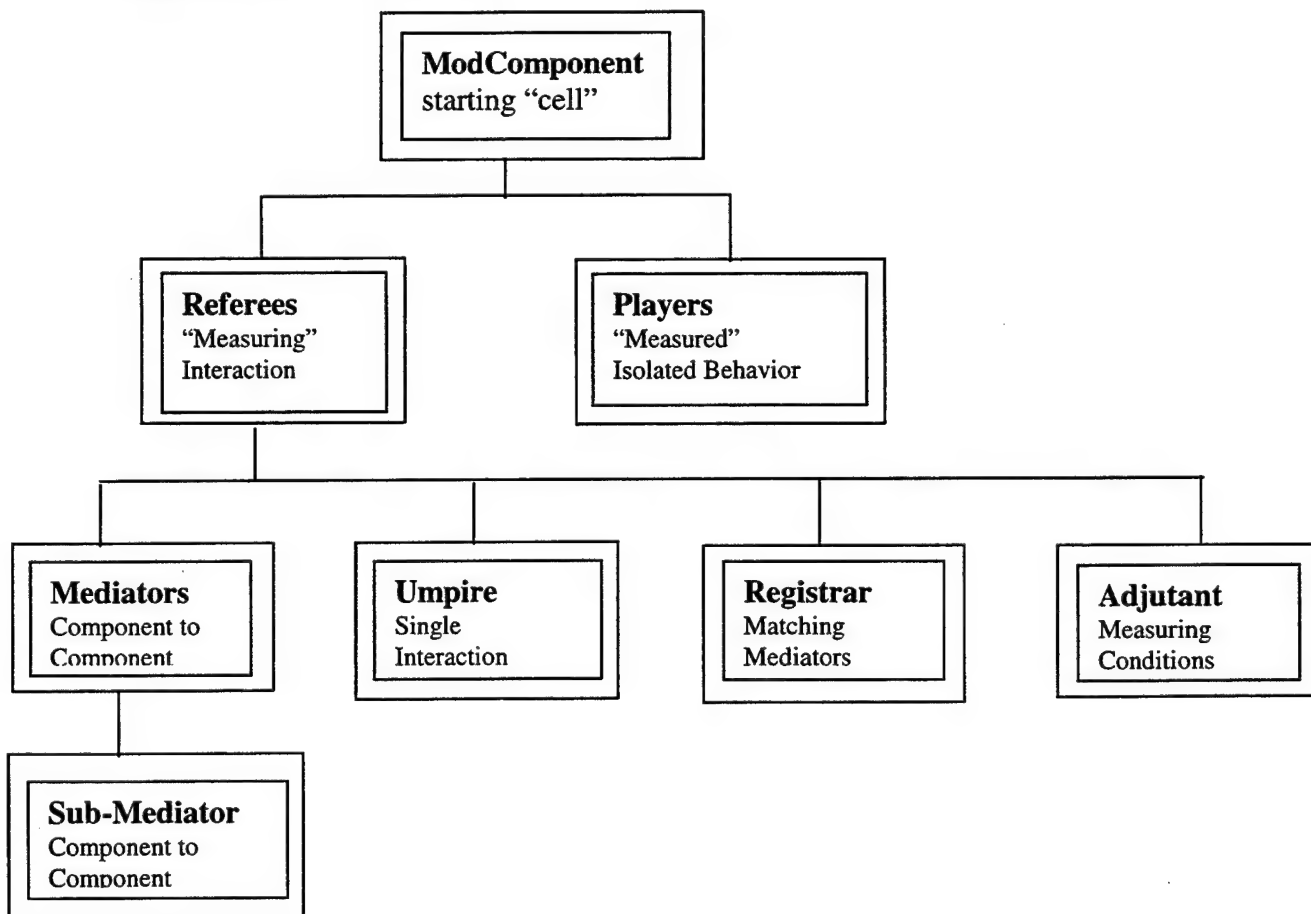 ModComponent
starting “cell”
Referees
“Measuring”
Interaction
Players
“Measured”
Isolated Behavior
Mediators
Component to
Component
Umpire
Single
Interaction
Registrar
Matching
Mediators
Adjutant
Measuring
Conditions
Sub-Mediator
Component to
Component